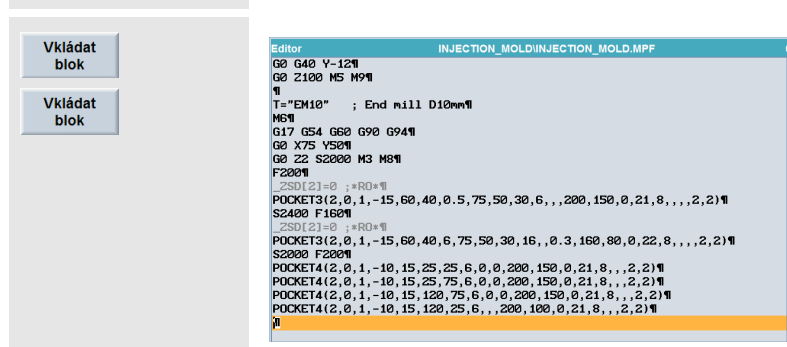 Vkládat
blok
Vkládat
blok
Editor INJECTION_MOLD\INJECTION_MOLD.MPF
G0 G40 Y-12¶
G0 Z100 M5 M9¶
¶
T="EM10" ; End mill D10mm¶
M6¶
G17 G54 G60 G90 G94¶
G0 X75 Y50¶
G0 Z2 S2000 M3 M8¶
F200¶
_ZSD[2]=0 ;*RO*¶
POCKET3(2,0,1,-15,60,40,0.5,75,50,30,6,,,200,150,0,21,8,,,,2,2)¶
S2400 F160¶
_ZSD[2]=0 ;*RO*¶
POCKET3(2,0,1,-15,60,40,6,75,50,30,16,,0.3,160,80,0,22,8,,,,2,2)¶
S2000 F200¶
POCKET4(2,0,1,-10,15,25,25,6,0,0,200,150,0,21,8,,,2,2)¶
POCKET4(2,0,1,-10,15,25,75,6,0,0,200,150,0,21,8,,,2,2)¶
POCKET4(2,0,1,-10,15,120,75,6,0,0,200,150,0,21,8,,,2,2)¶
POCKET4(2,0,1,-10,15,120,25,6,,,200,100,0,21,8,,,2,2)¶
¶